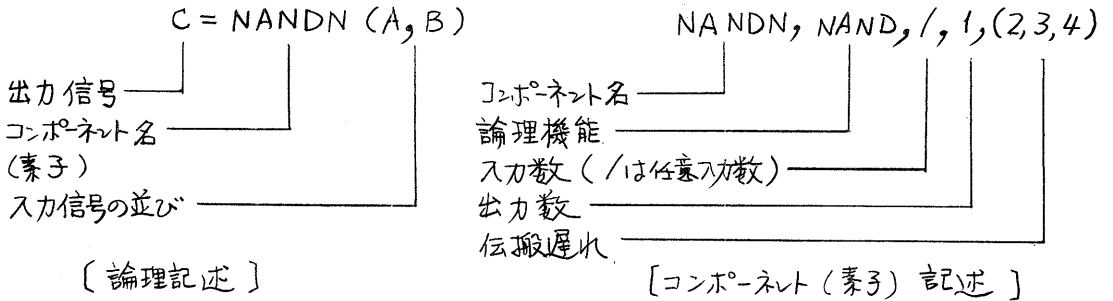 C = NANDN (A, B)
出力信号
コンポーネント名
(素子)
入力信号の並び
[論理記述]
NANDN, NAND, /, 1, (2, 3, 4)
コンポーネント名
論理機能
入力数 (/は任意入力数)
出力数
伝搬遅れ
[コンポーネント(素子) 記述]